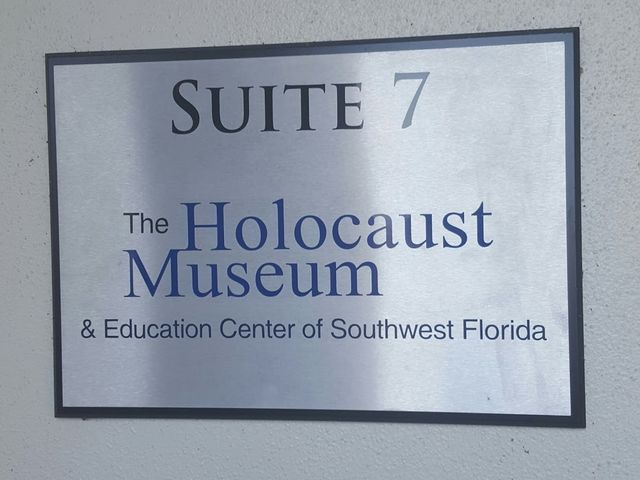 SUITE 7
The Holocaust
Museum
& Education Center of Southwest Florida